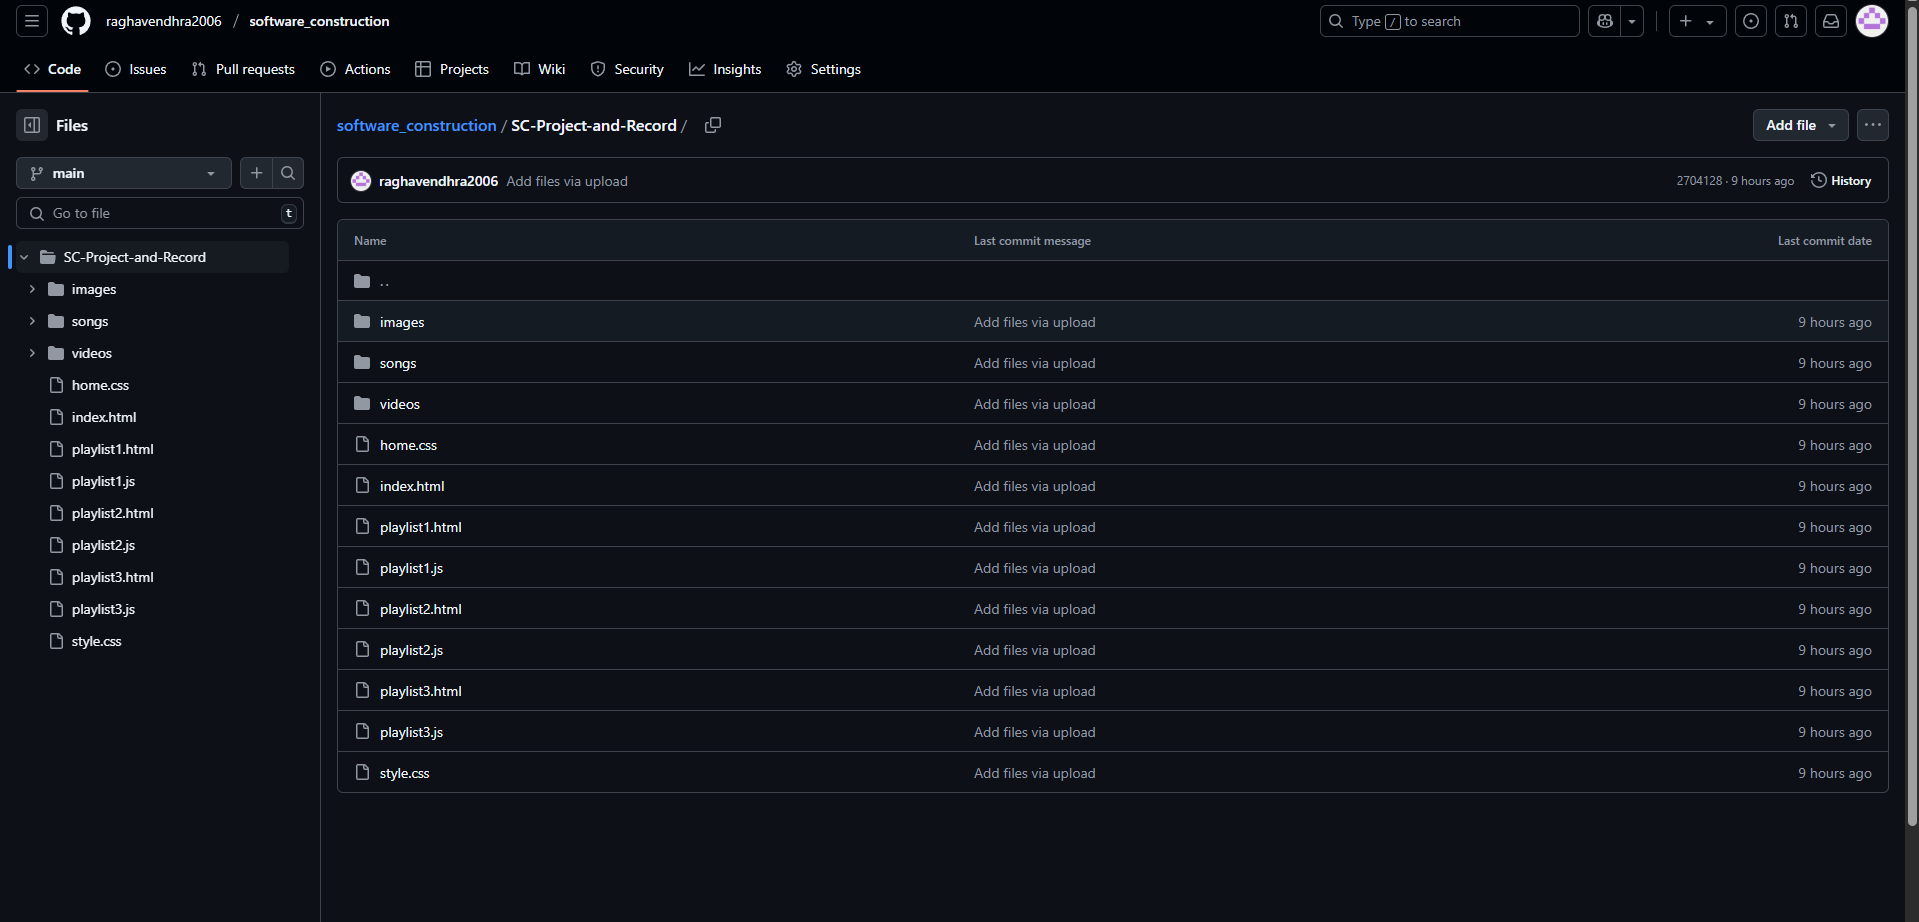 raghavendhra2006 / software_construction
Type / to search
Code Issues Pull requests Actions Projects Wiki Security Insights Settings
Files
main
Go to file t
SC-Project-and-Record
images
songs
videos
home.css
index.html
playlist1.html
playlist1.js
playlist2.html
playlist2.js
playlist3.html
playlist3.js
style.css
software_construction / SC-Project-and-Record /
Add file
raghavendhra2006 Add files via upload 2704128 · 9 hours ago History
Name Last commit message Last commit date
..
images Add files via upload 9 hours ago
songs Add files via upload 9 hours ago
videos Add files via upload 9 hours ago
home.css Add files via upload 9 hours ago
index.html Add files via upload 9 hours ago
playlist1.html Add files via upload 9 hours ago
playlist1.js Add files via upload 9 hours ago
playlist2.html Add files via upload 9 hours ago
playlist2.js Add files via upload 9 hours ago
playlist3.html Add files via upload 9 hours ago
playlist3.js Add files via upload 9 hours ago
style.css Add files via upload 9 hours ago